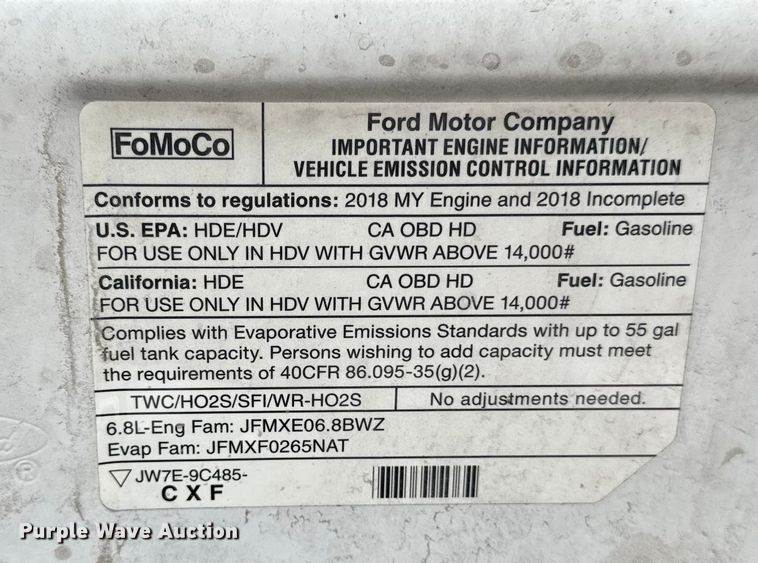 FoMoCo
Ford Motor Company
IMPORTANT ENGINE INFORMATION/
VEHICLE EMISSION CONTROL INFORMATION
Conforms to regulations: 2018 MY Engine and 2018 Incomplete
U.S. EPA: HDE/HDV CA OBD HD Fuel: Gasoline
FOR USE ONLY IN HDV WITH GVWR ABOVE 14,000#
California: HDE CA OBD HD Fuel: Gasoline
FOR USE ONLY IN HDV WITH GVWR ABOVE 14,000#
Complies with Evaporative Emissions Standards with up to 55 gal
fuel tank capacity. Persons wishing to add capacity must meet
the requirements of 40CFR 86.095-35(g)(2).
TWC/HO2S/SFI/WR-HO2S No adjustments needed.
6.8L-Eng Fam: JFMXE06.8BWZ
Evap Fam: JFMXF0265NAT
JW7E-9C485-
C X F
Purple Wave Auction